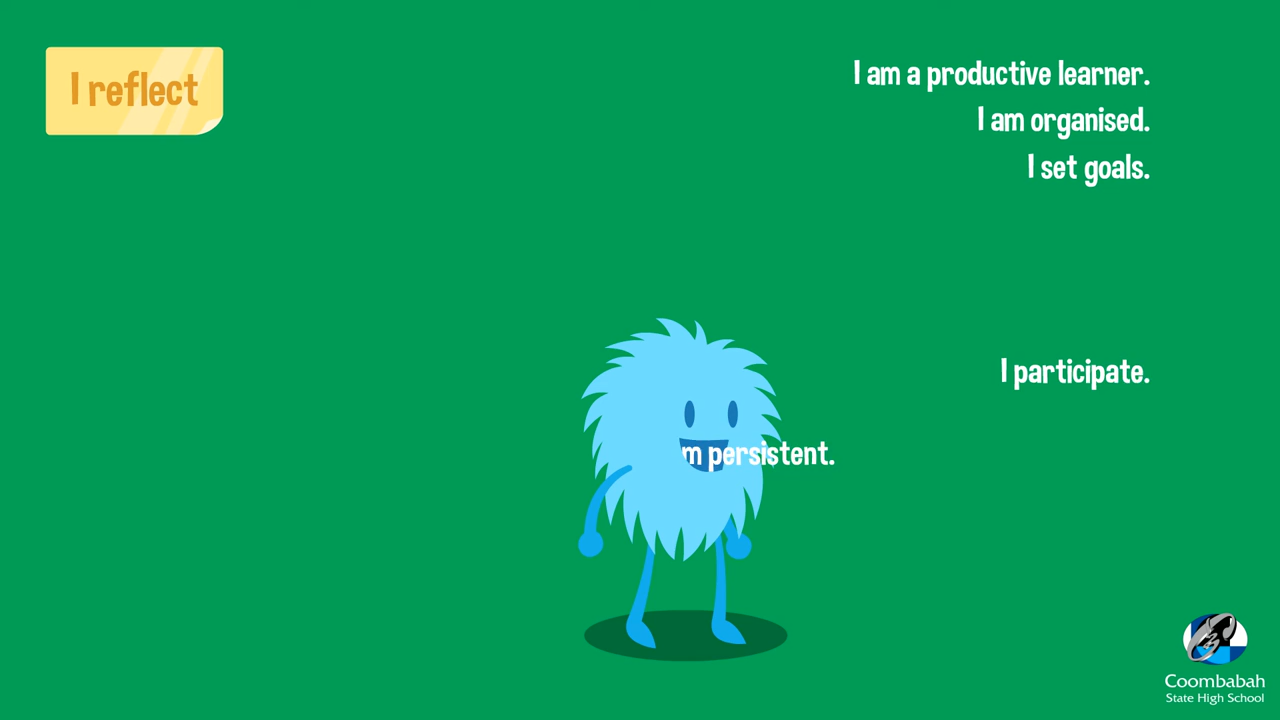 I reflect
I am a productive learner.
I am organised.
I set goals.
I participate.
m persistent.
Coombabah
State High School